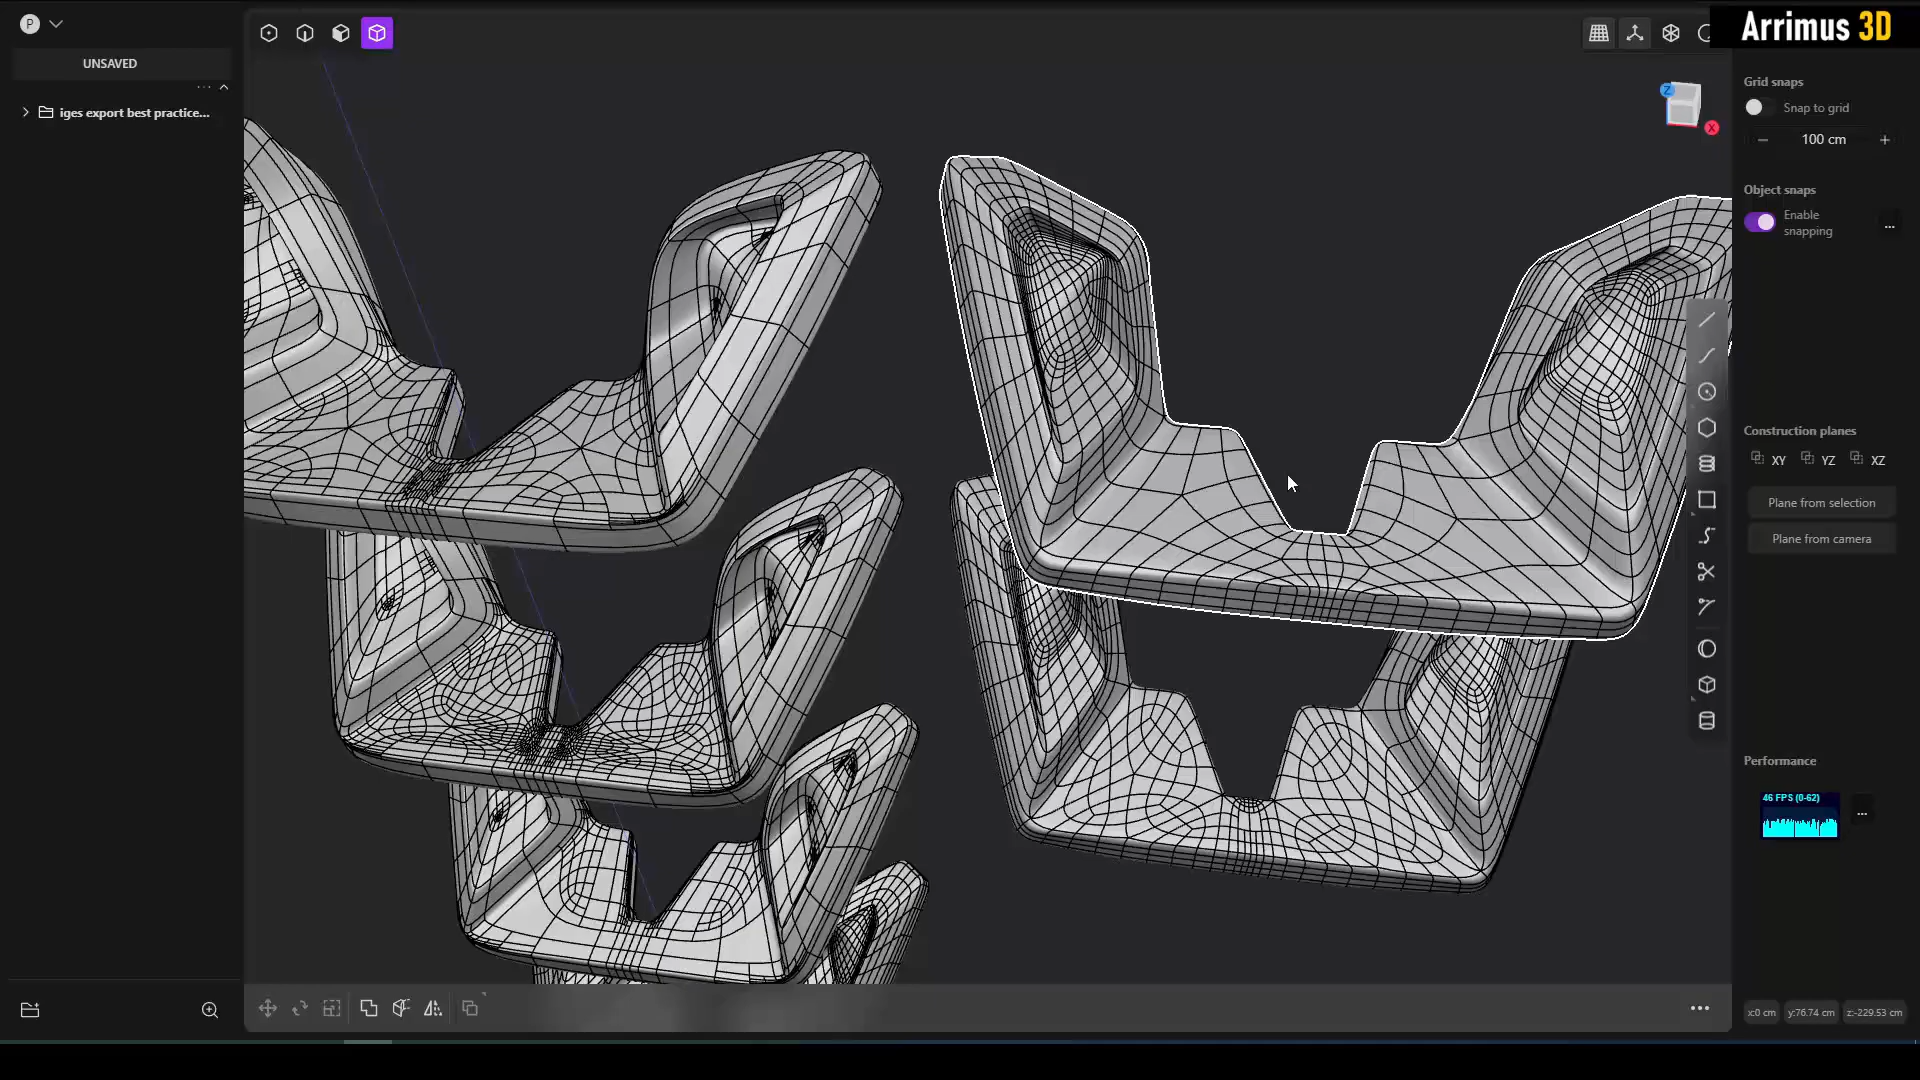 P
UNSAVED
iges export best practice...
Arrimus 3D
Z
X
Grid snaps
Snap to grid
100 cm
Object snaps
Enable
snapping
Construction planes
XY YZ XZ
Plane from selection
Plane from camera
Performance
46 FPS (0-62)
x:0 cm y:76.74 cm z:-229.53 cm